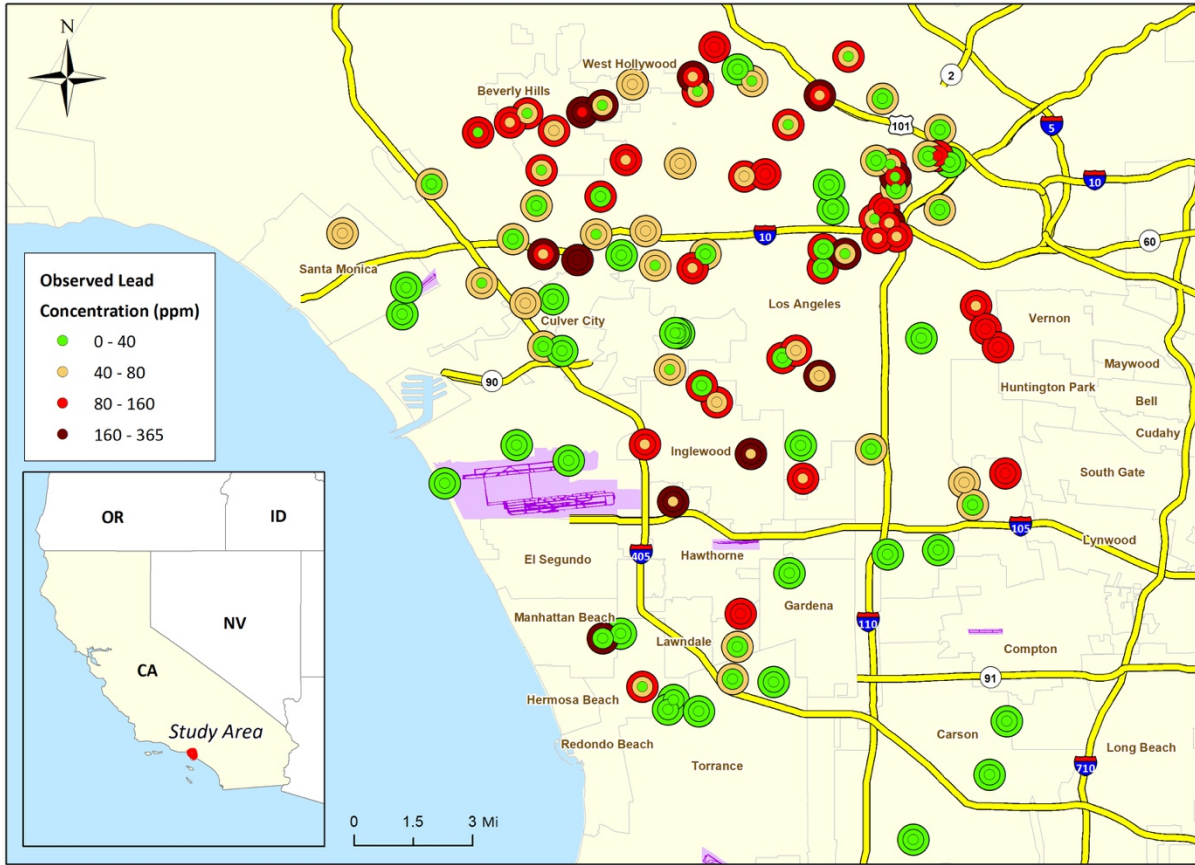 N
West Hollywood
2
Beverly Hills
101
5
10
60
10
Santa Monica
Observed Lead
Concentration (ppm)
0 - 40
40 - 80
80 - 160
160 - 365
Los Angeles
Vernon
Culver City
Maywood
90
Huntington Park
Bell
Cudahy
Inglewood
South Gate
105
Lynwood
El Segundo
405
Hawthorne
Gardena
Manhattan Beach
110
Lawndale
Compton
91
Hermosa Beach
Redondo Beach
Carson
Long Beach
Torrance
710
OR
ID
NV
CA
Study Area
0 1.5 3 Mi